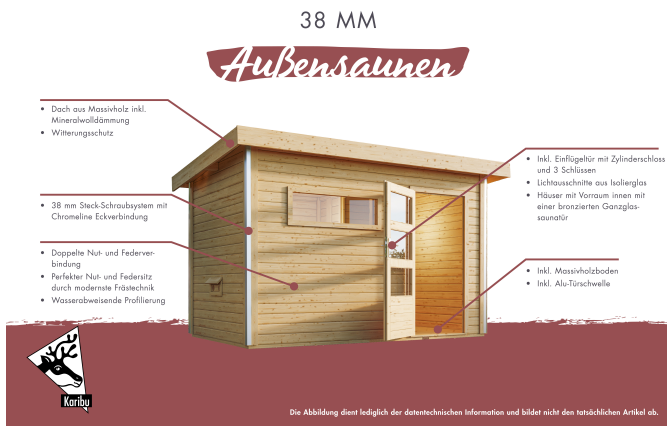 38 MM
Außensaunen
• Dach aus Massivholz inkl.
Mineralwolldämmung
• Witterungsschutz
• 38 mm Steck-Schraubsystem mit
Chromeline Eckverbindung
• Doppelte Nut- und Federver-
bindung
• Perfekter Nut- und Federsitz
durch modernste Frästechnik
• Wasserabweisende Profilierung
• Inkl. Einflügeltür mit Zylinderschloss
und 3 Schlüssen
• Lichtausschnitte aus Isolierglas
• Häuser mit Vorraum innen mit
einer bronzierten Ganzglas-
saunatür
• Inkl. Massivholzboden
• Inkl. Alu-Türschwelle
Karibu
Die Abbildung dient lediglich der datentechnischen Information und bildet nicht den tatsächlichen Artikel ab.